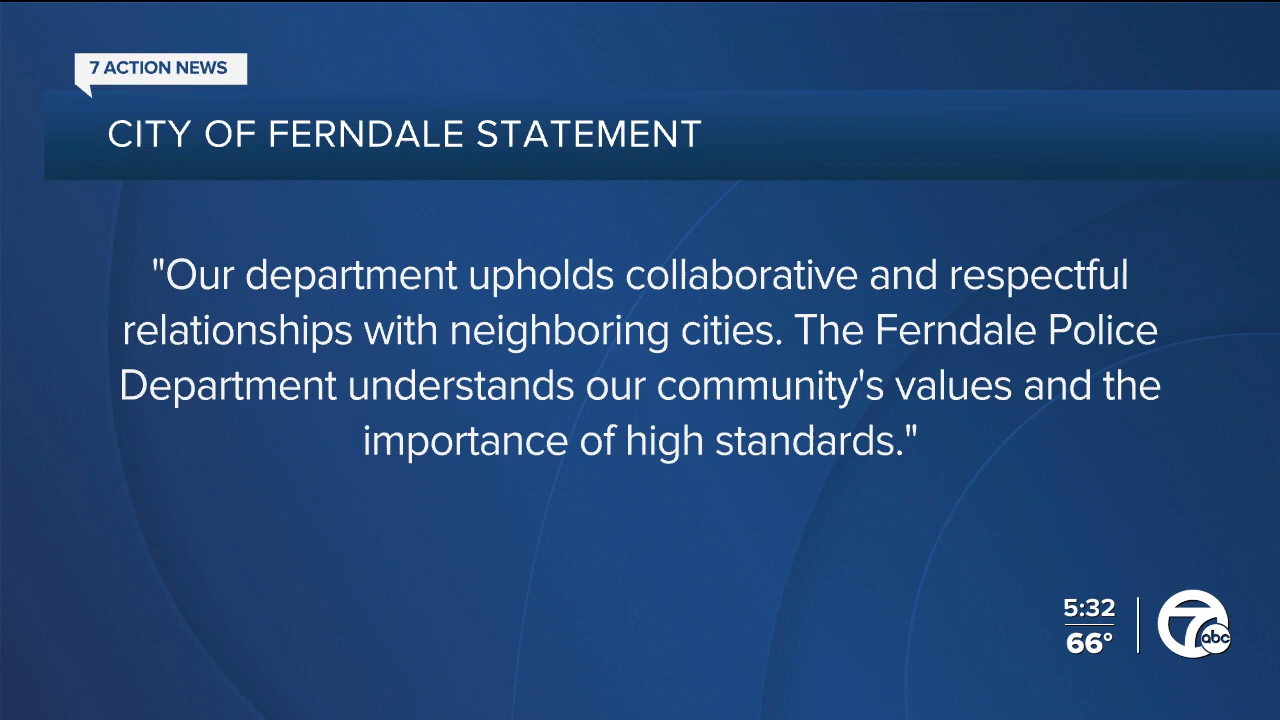 7 ACTION NEWS
CITY OF FERNDALE STATEMENT
"Our department upholds collaborative and respectful
relationships with neighboring cities. The Ferndale Police
Department understands our community's values and the
importance of high standards."
5:32
66°
7 abc